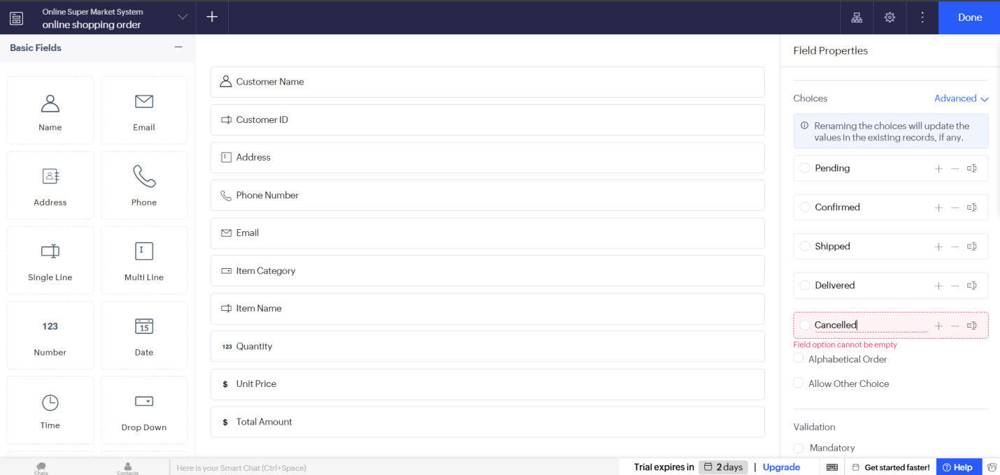 Online Super Market System
online shopping order
Done
Basic Fields
Name
Email
Address
Phone
Single Line
I
Multi Line
123
Number
15
Date
Time
Drop Down
Customer Name
Customer ID
I
Address
Phone Number
Email
Item Category
Item Name
123 Quantity
$ Unit Price
$ Total Amount
Field Properties
Choices
Advanced
Renaming the choices will update the
values in the existing records, if any.
Pending
Confirmed
Shipped
Delivered
Cancelled
Field option cannot be empty
Alphabetical Order
Allow Other Choice
Validation
Mandatory
Chats
Contacts
Here is your Smart Chat (Ctrl+Space)
Trial expires in 2 days | Upgrade
Get started faster!
Help